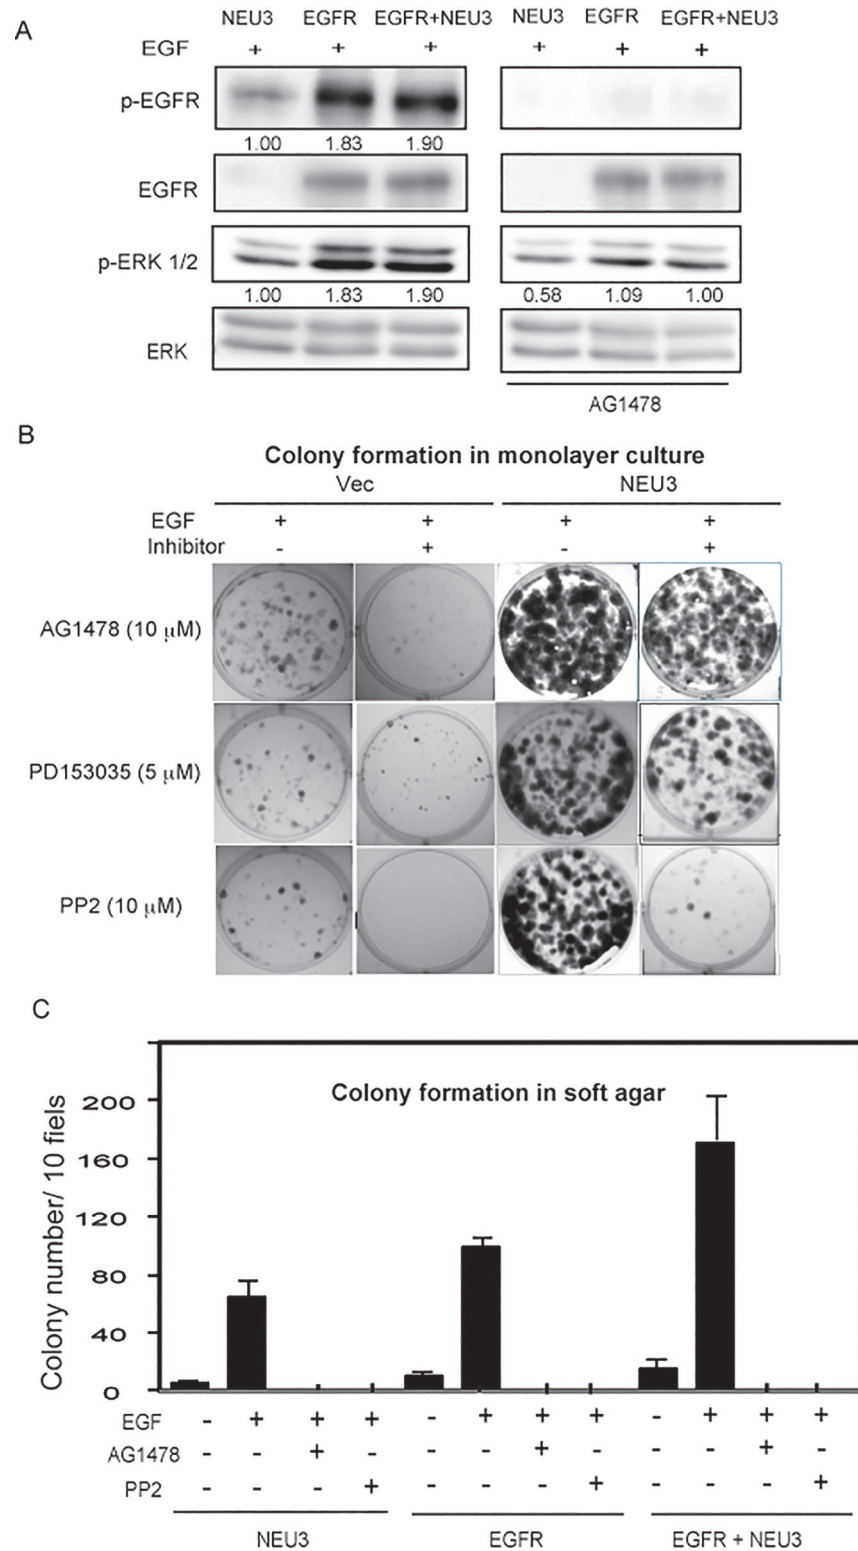 A
NEU3 EGFR EGFR+NEU3 NEU3 EGFR EGFR+NEU3
EGF + + + + + +
p-EGFR
1.00 1.83 1.90
EGFR
p-ERK 1/2
1.00 1.83 1.90 0.58 1.09 1.00
ERK
AG1478
B
Colony formation in monolayer culture
Vec NEU3
EGF + + + +
Inhibitor - + - +
AG1478 (10 μM)
PD153035 (5 μM)
PP2 (10 μM)
C
Colony formation in soft agar
Colony number/ 10 fiels
200
160
120
80
40
0
EGF - + + + - + + + - + + +
AG1478 - - + - - - + - - - + -
PP2 - - - + - - - + - - - +
NEU3 EGFR EGFR + NEU3